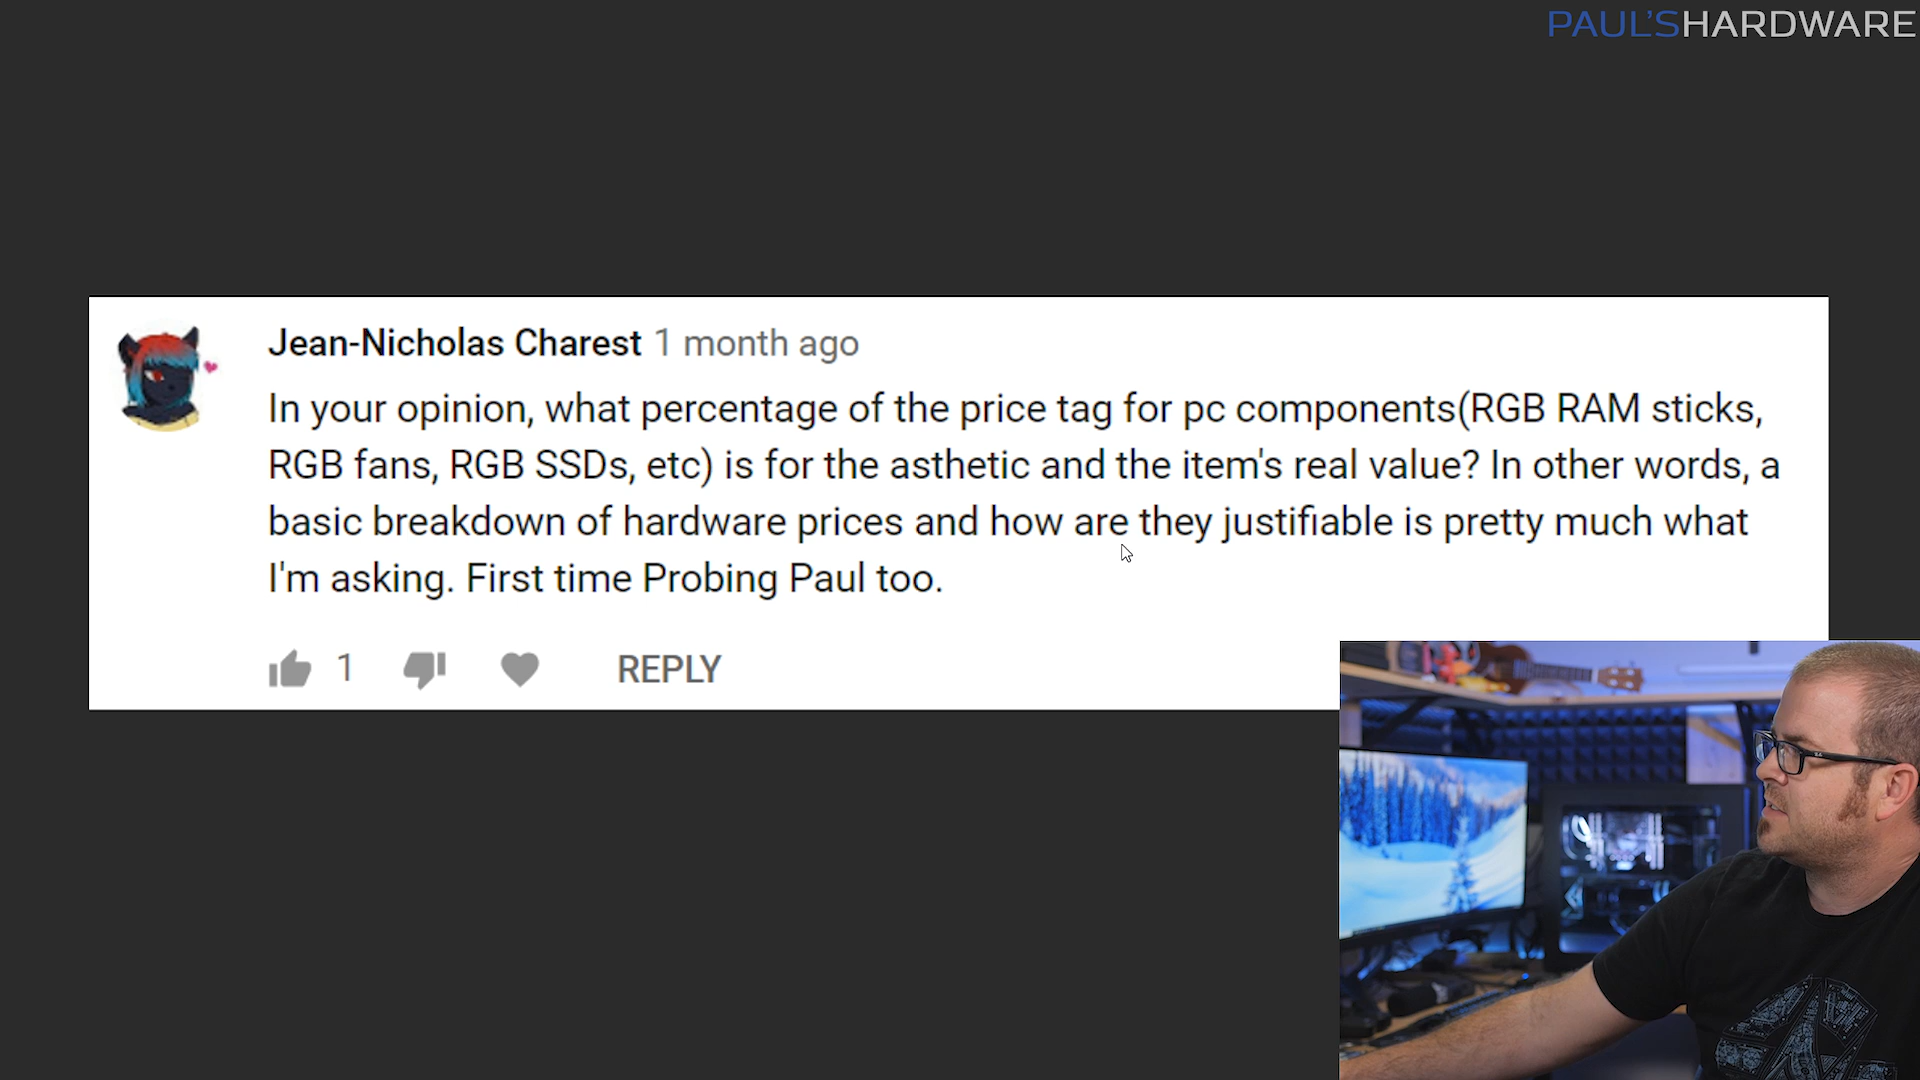 PAUL'SHARDWARE
Jean-Nicholas Charest 1 month ago
In your opinion, what percentage of the price tag for pc components(RGB RAM sticks,
RGB fans, RGB SSDs, etc) is for the asthetic and the item's real value? In other words, a
basic breakdown of hardware prices and how are they justifiable is pretty much what
I'm asking. First time Probing Paul too.
1 REPLY